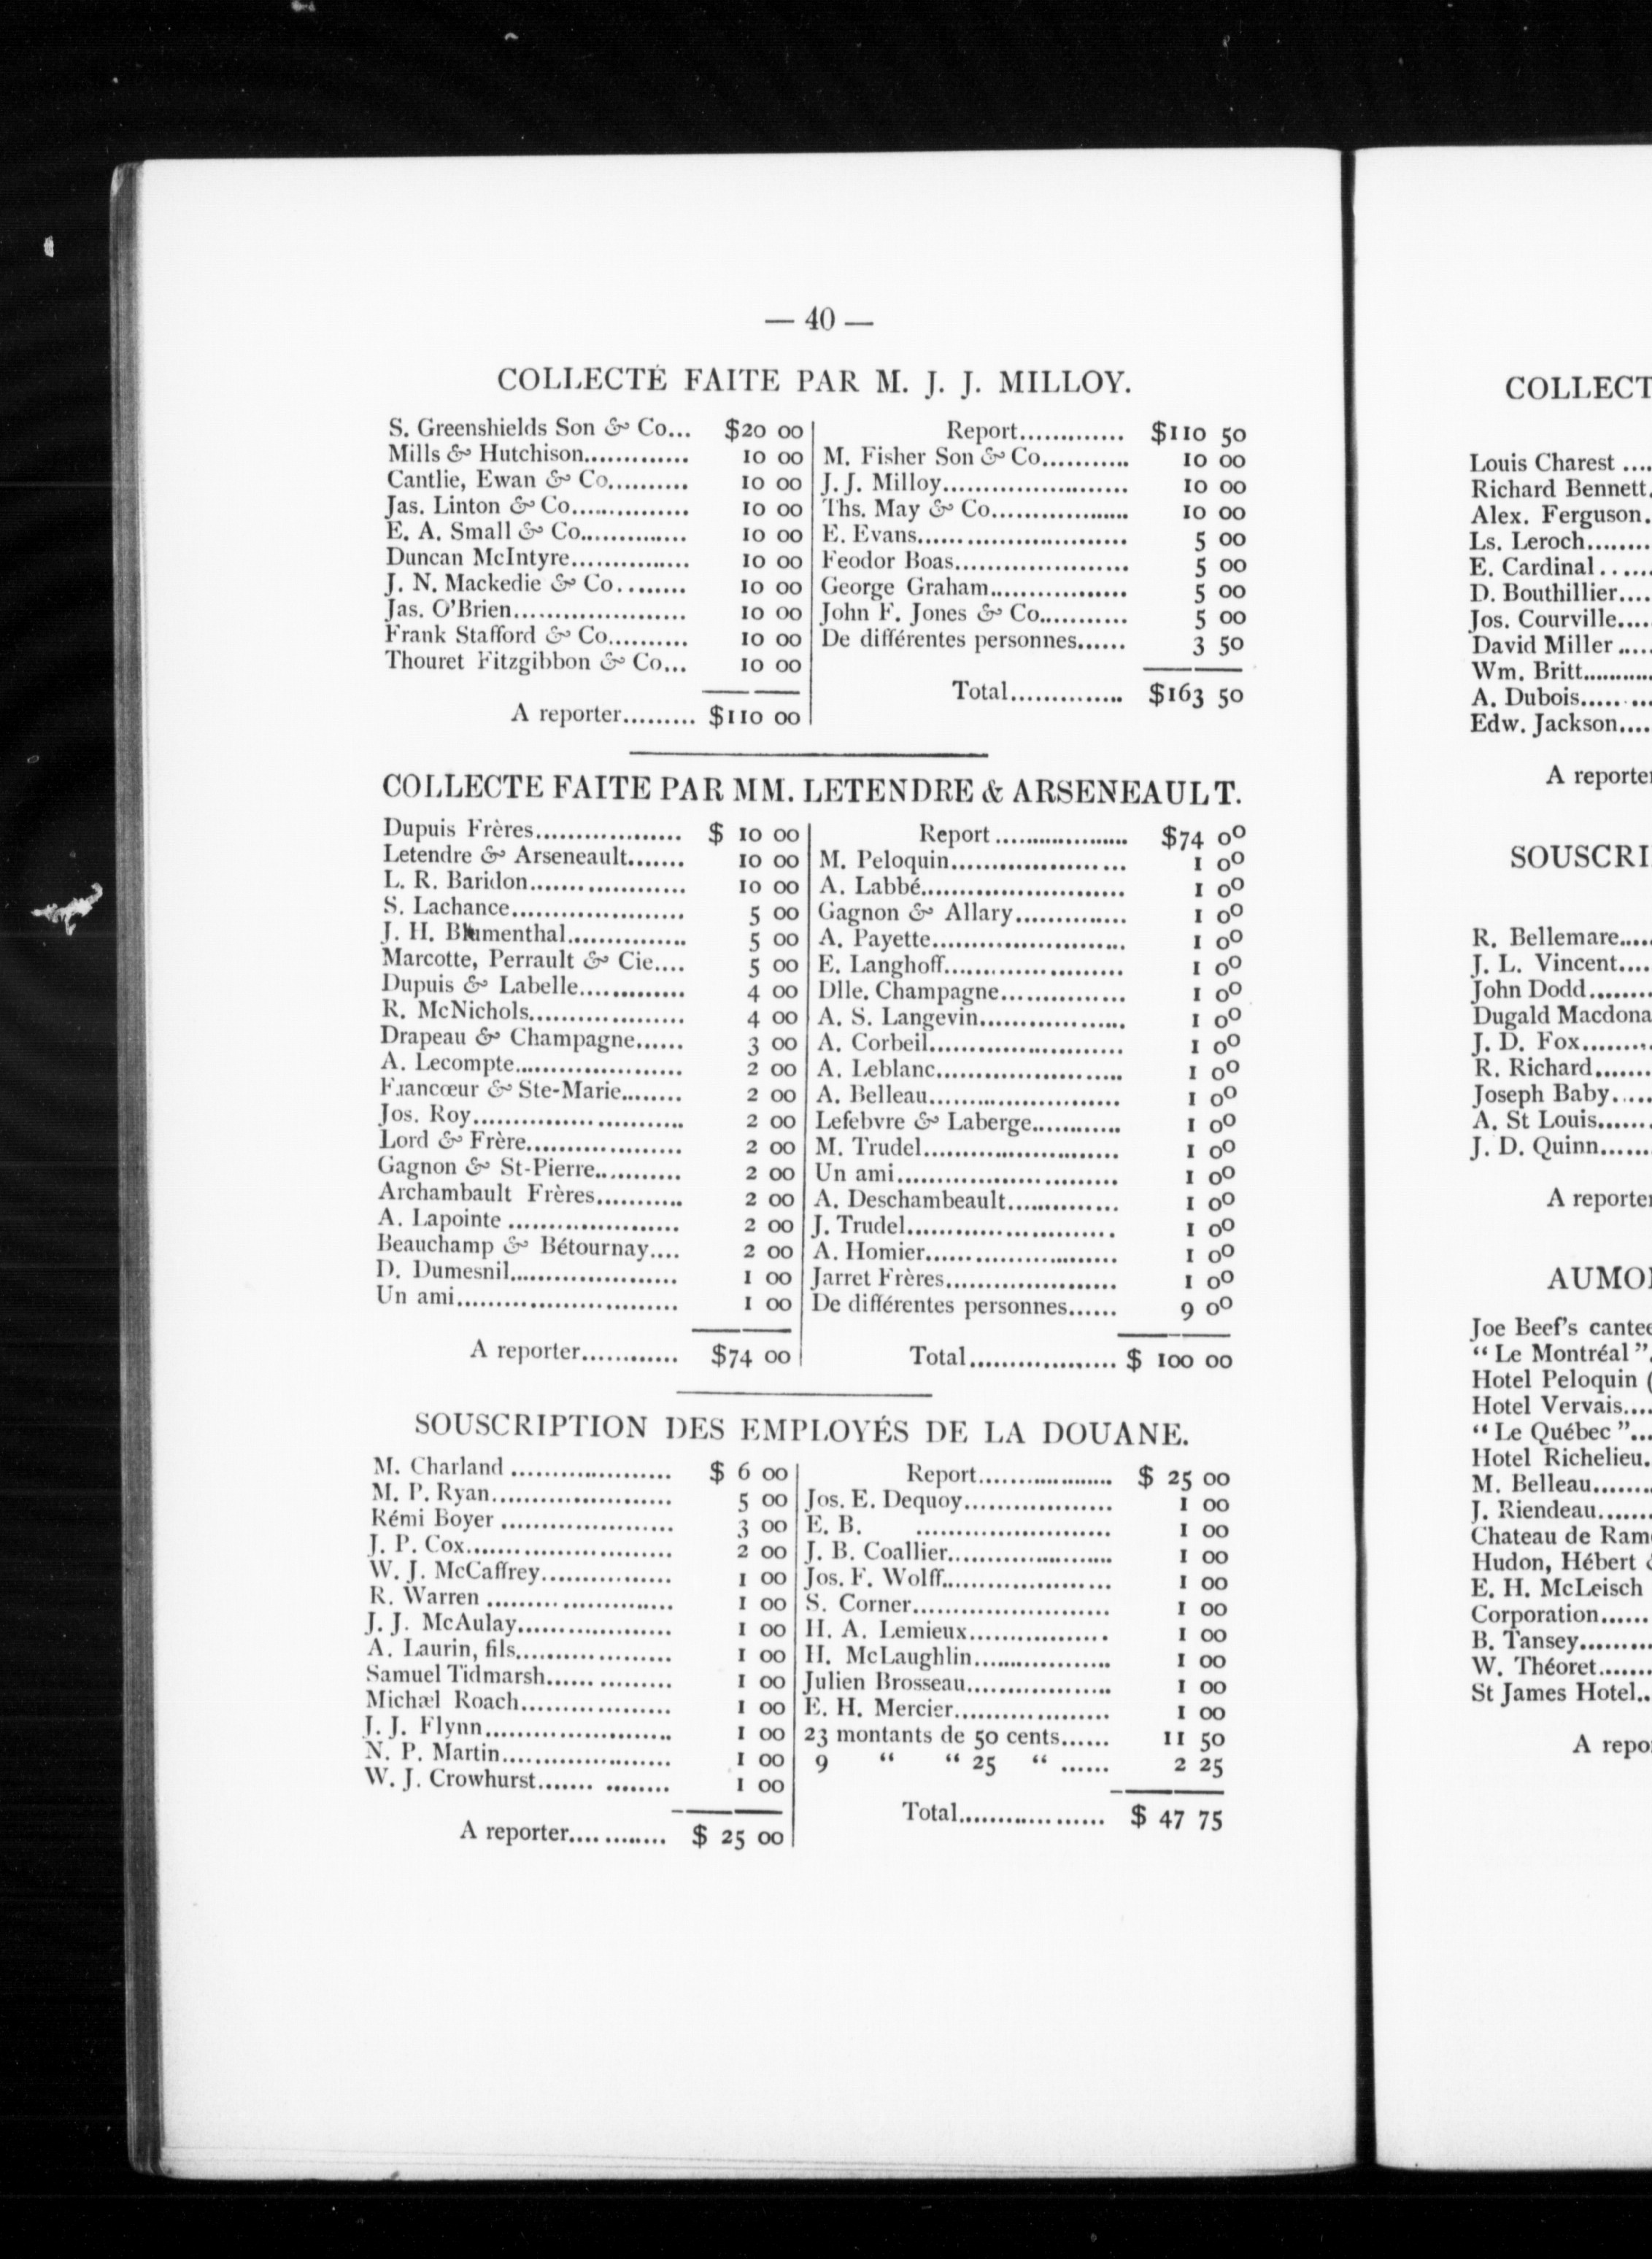 — 40 —
COLLECTÉ FAITE PAR M. J. J. MILLOY.
S. Greenshields Son & Co... $20 00
Mills & Hutchison............. 10 00
Cantlie, Ewan & Co.......... 10 00
Jas. Linton & Co............... 10 00
E. A. Small & Co.............. 10 00
Duncan McIntyre............... 10 00
J. N. Mackedie & Co........ 10 00
Jas. O'Brien...................... 10 00
Frank Stafford & Co.......... 10 00
Thouret Fitzgibbon & Co... 10 00
A reporter......... $110 00
Report............. $110 50
M. Fisher Son & Co........... 10 00
J. J. Milloy........................ 10 00
Ths. May & Co.................. 10 00
E. Evans........................... 5 00
Feodor Boas...................... 5 00
George Graham................. 5 00
John F. Jones & Co........... 5 00
De différentes personnes...... 3 50
Total.............. $163 50
COLLECTE FAITE PAR MM. LETENDRE & ARSENEAULT.
Dupuis Frères.................. $ 10 00
Letendre & Arseneault....... 10 00
L. R. Baridon.................... 10 00
S. Lachance...................... 5 00
J. H. Blumenthal............... 5 00
Marcotte, Perrault & Cie.... 5 00
Dupuis & Labelle............. 4 00
R. McNichols.................... 4 00
Drapeau & Champagne...... 3 00
A. Lecompte..................... 2 00
Francœur & Ste-Marie........ 2 00
Jos. Roy........................... 2 00
Lord & Frère.................... 2 00
Gagnon & St-Pierre........... 2 00
Archambault Frères........... 2 00
A. Lapointe ...................... 2 00
Beauchamp & Bétournay.... 2 00
D. Dumesnil..................... 1 00
Un ami............................ 1 00
A reporter............ $74 00
Report ................... $74 00
M. Peloquin...................... 1 00
A. Labbé.......................... 1 00
Gagnon & Allary.............. 1 00
A. Payette........................ 1 00
E. Langhoff....................... 1 00
Dlle. Champagne............... 1 00
A. S. Langevin.................. 1 00
A. Corbeil......................... 1 00
A. Leblanc........................ 1 00
A. Belleau........................ 1 00
Lefebvre & Laberge............ 1 00
M. Trudel......................... 1 00
Un ami............................ 1 00
A. Deschambeault.............. 1 00
J. Trudel.......................... 1 00
A. Homier........................ 1 00
Jarret Frères...................... 1 00
De différentes personnes...... 9 00
Total................... $ 100 00
SOUSCRIPTION DES EMPLOYÉS DE LA DOUANE.
M. Charland ..................... $ 6 00
M. P. Ryan....................... 5 00
Rémi Boyer ...................... 3 00
J. P. Cox.......................... 2 00
W. J. McCaffrey................ 1 00
R. Warren ........................ 1 00
J. J. McAulay................... 1 00
A. Laurin, fils.................... 1 00
Samuel Tidmarsh...... ......... 1 00
Michæl Roach................... 1 00
J. J. Flynn........................ 1 00
N. P. Martin..................... 1 00
W. J. Crowhurst....... ........ 1 00
A reporter............ $ 25 00
Report................... $ 25 00
Jos. E. Dequoy................... 1 00
E. B. ......................... 1 00
J. B. Coallier..................... 1 00
Jos. F. Wolff...................... 1 00
S. Corner......................... 1 00
H. A. Lemieux.................. 1 00
H. McLaughlin.................. 1 00
Julien Brosseau.................. 1 00
E. H. Mercier.................... 1 00
23 montants de 50 cents...... 11 50
9 “ “ 25 “ ...... 2 25
Total................... $ 47 75
COLLECT
Louis Charest ....
Richard Bennett.
Alex. Ferguson.
Ls. Leroch........
E. Cardinal ......
D. Bouthillier....
Jos. Courville....
David Miller .....
Wm. Britt...........
A. Dubois.........
Edw. Jackson....
A reporter
SOUSCRI
R. Bellemare.....
J. L. Vincent....
John Dodd........
Dugald Macdona
J. D. Fox........
R. Richard.......
Joseph Baby.....
A. St Louis.......
J. D. Quinn......
A reporter
AUMO
Joe Beef's cantee
“ Le Montréal ”.
Hotel Peloquin (
Hotel Vervais....
“ Le Québec ”...
Hotel Richelieu.
M. Belleau........
J. Riendeau.......
Chateau de Ram
Hudon, Hébert &
E. H. McLeisch
Corporation......
B. Tansey.........
W. Théoret.......
St James Hotel..
A repo